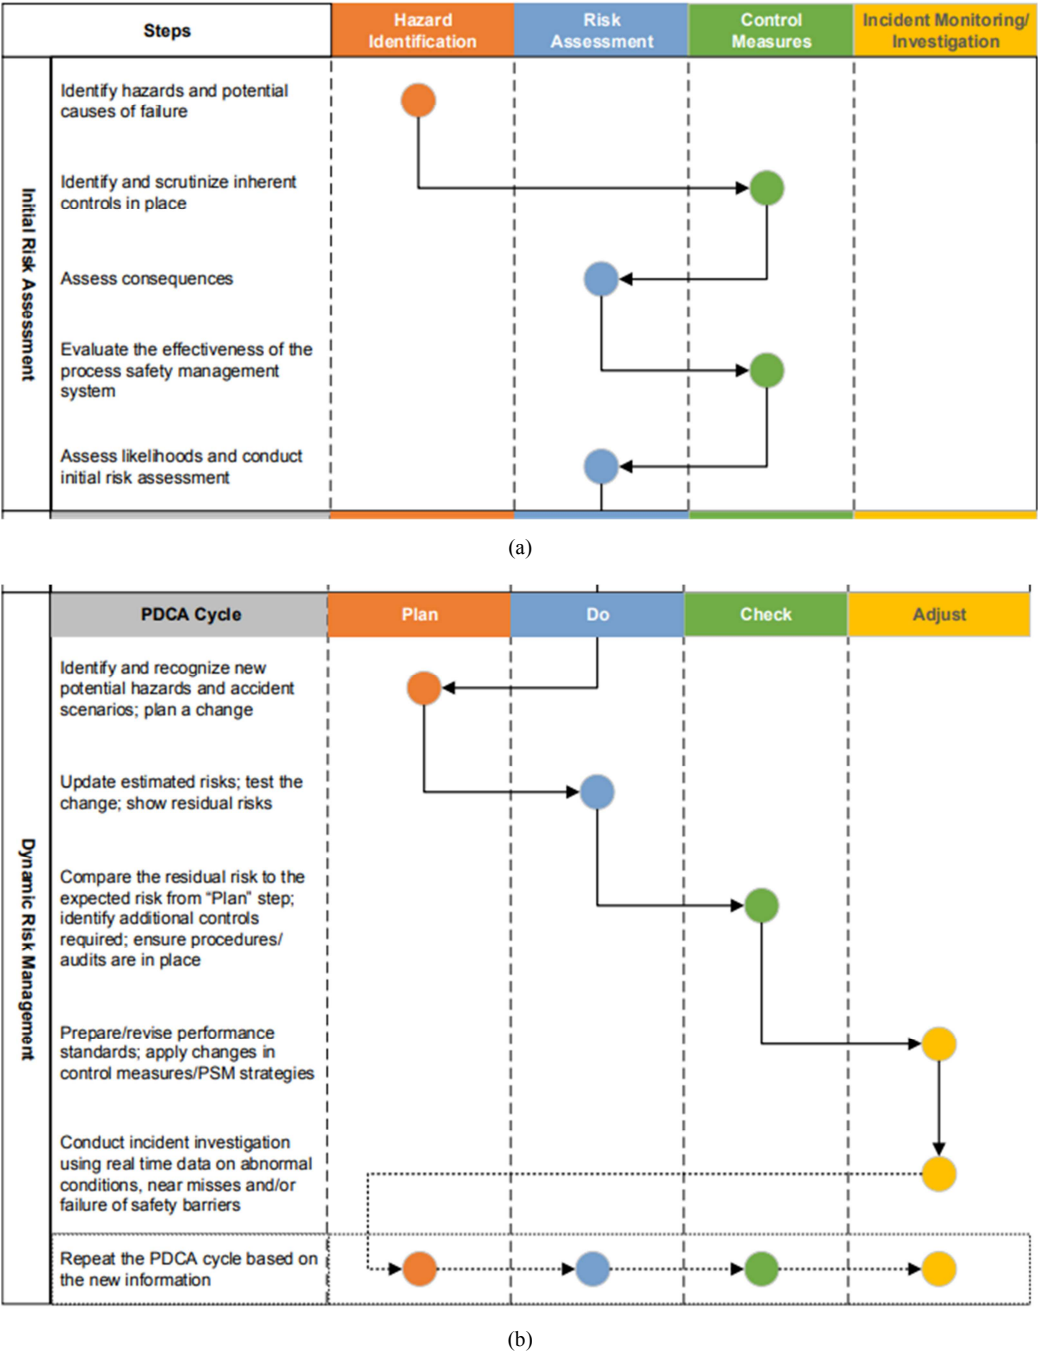 Steps
Hazard
Identification
Risk
Assessment
Control
Measures
Incident Monitoring/
Investigation
Initial Risk Assessment
Identify hazards and potential
causes of failure
Identify and scrutinize inherent
controls in place
Assess consequences
Evaluate the effectiveness of the
process safety management
system
Assess likelihoods and conduct
initial risk assessment
(a)
PDCA Cycle
Plan
Do
Check
Adjust
Dynamic Risk Management
Identify and recognize new
potential hazards and accident
scenarios; plan a change
Update estimated risks; test the
change; show residual risks
Compare the residual risk to the
expected risk from “Plan” step;
identify additional controls
required; ensure procedures/
audits are in place
Prepare/revise performance
standards; apply changes in
control measures/PSM strategies
Conduct incident investigation
using real time data on abnormal
conditions, near misses and/or
failure of safety barriers
Repeat the PDCA cycle based on
the new information
(b)